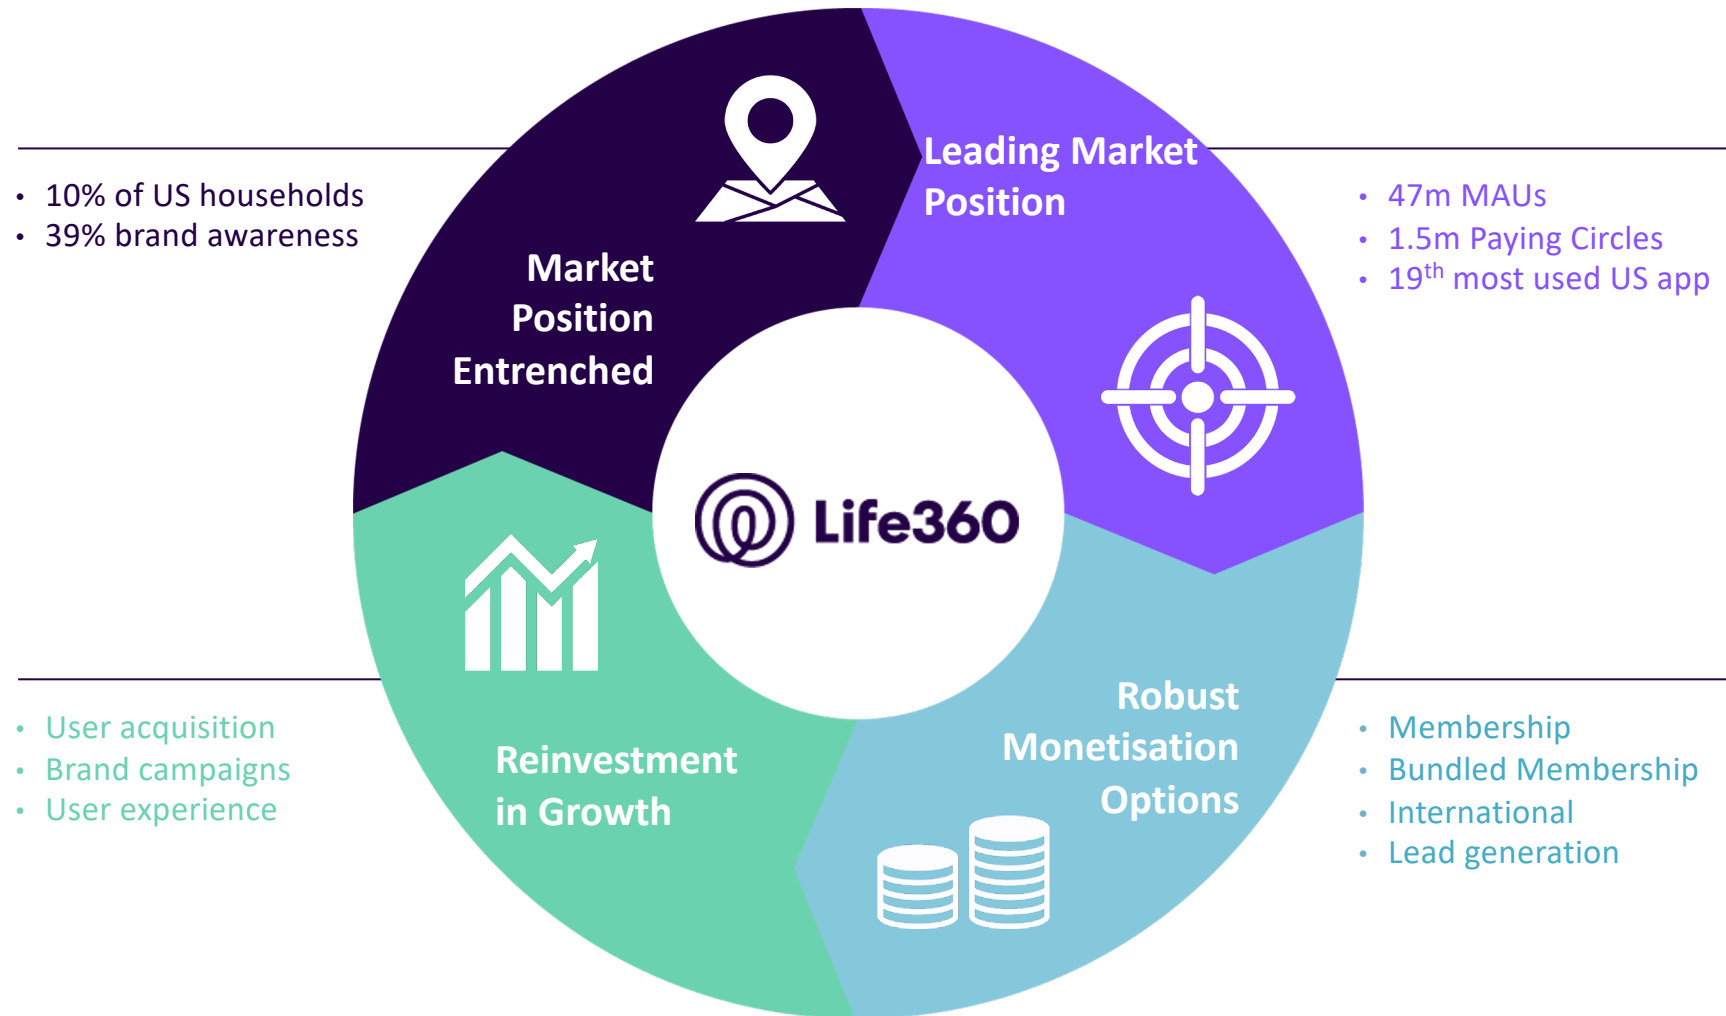 Leading Market
Position
• 47m MAUs
• 1.5m Paying Circles
• 19th most used US app
Robust
Monetisation
Options
• Membership
• Bundled Membership
• International
• Lead generation
Reinvestment
in Growth
• User acquisition
• Brand campaigns
• User experience
Market
Position
Entrenched
• 10% of US households
• 39% brand awareness
Life360